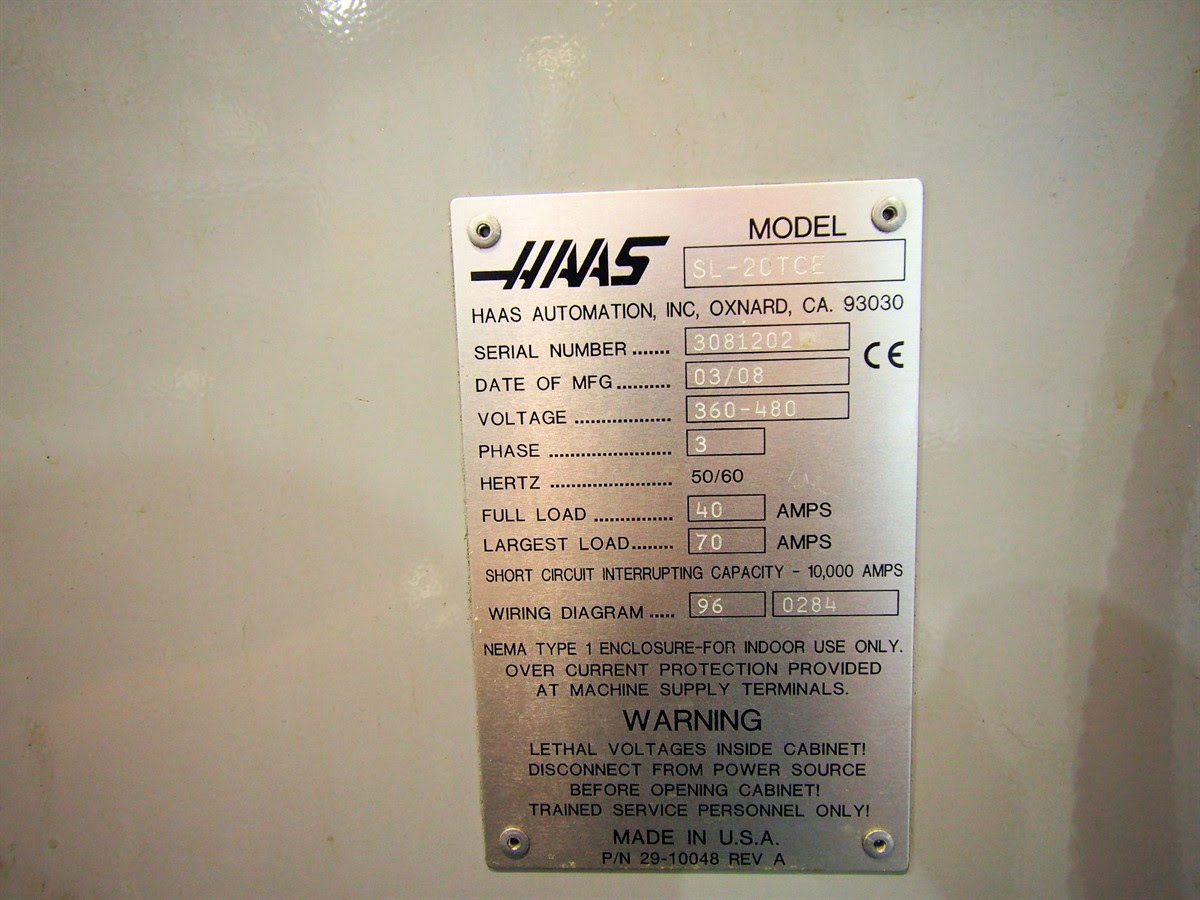 MODEL
HAAS SL-20TCE
HAAS AUTOMATION, INC, OXNARD, CA. 93030
SERIAL NUMBER ....... 3081202
CE
DATE OF MFG .......... 03/08
VOLTAGE .................... 360-480
PHASE ......................... 3
HERTZ ......................... 50/60
FULL LOAD ................ 40 AMPS
LARGEST LOAD........ 70 AMPS
SHORT CIRCUIT INTERRUPTING CAPACITY - 10,000 AMPS
WIRING DIAGRAM ..... 96 0284
NEMA TYPE 1 ENCLOSURE-FOR INDOOR USE ONLY.
OVER CURRENT PROTECTION PROVIDED
AT MACHINE SUPPLY TERMINALS.
WARNING
LETHAL VOLTAGES INSIDE CABINET!
DISCONNECT FROM POWER SOURCE
BEFORE OPENING CABINET!
TRAINED SERVICE PERSONNEL ONLY!
MADE IN U.S.A.
P/N 29-10048 REV A